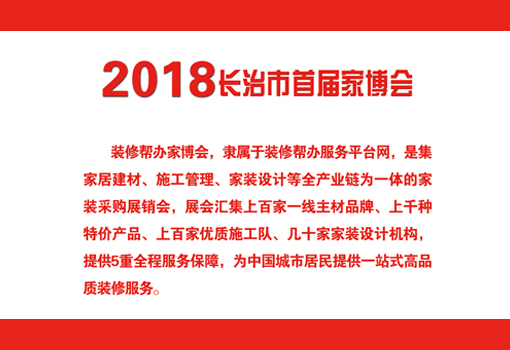 2018长治市首届家博会
装修帮办家博会，隶属于装修帮办服务平台网，是集
家居建材、施工管理、家装设计等全产业链为一体的家
装采购展销会，展会汇集上百家一线主材品牌、上千种
特价产品、上百家优质施工队、几十家家装设计机构，
提供5重全程服务保障，为中国城市居民提供一站式高品
质装修服务。